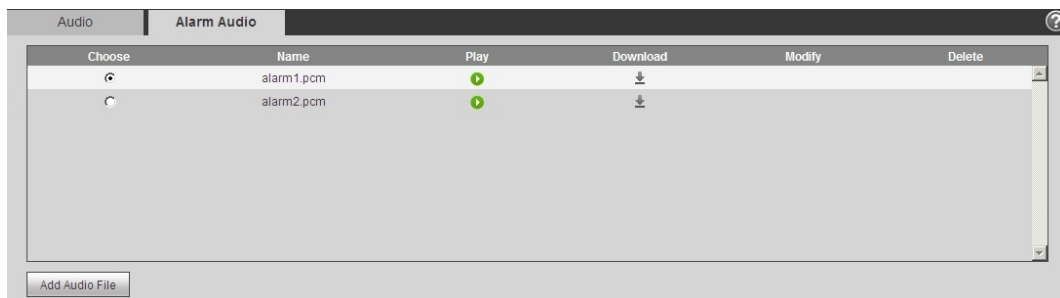 Audio Alarm Audio ?
Choose Name Play Download Modify Delete
alarm1.pcm
alarm2.pcm
Add Audio File